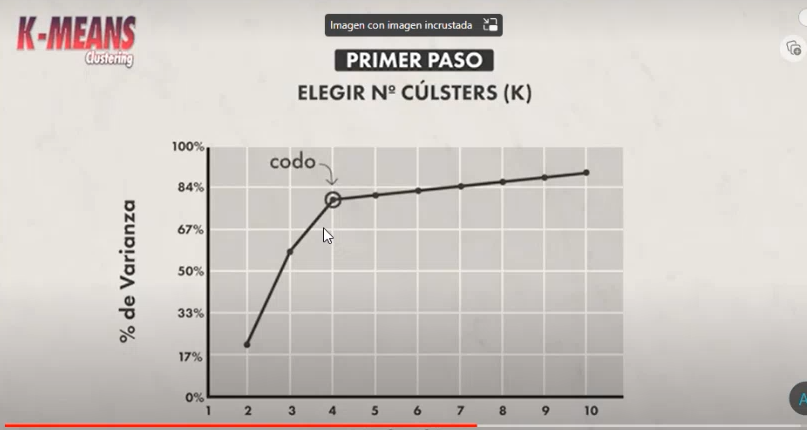 Imagen con imagen incrustada
K-MEANS
Clustering
PRIMER PASO
ELEGIR Nº CÚLSTERS (K)
codo
% de Varianza
100%
84%
67%
50%
33%
17%
0%
1 2 3 4 5 6 7 8 9 10
A